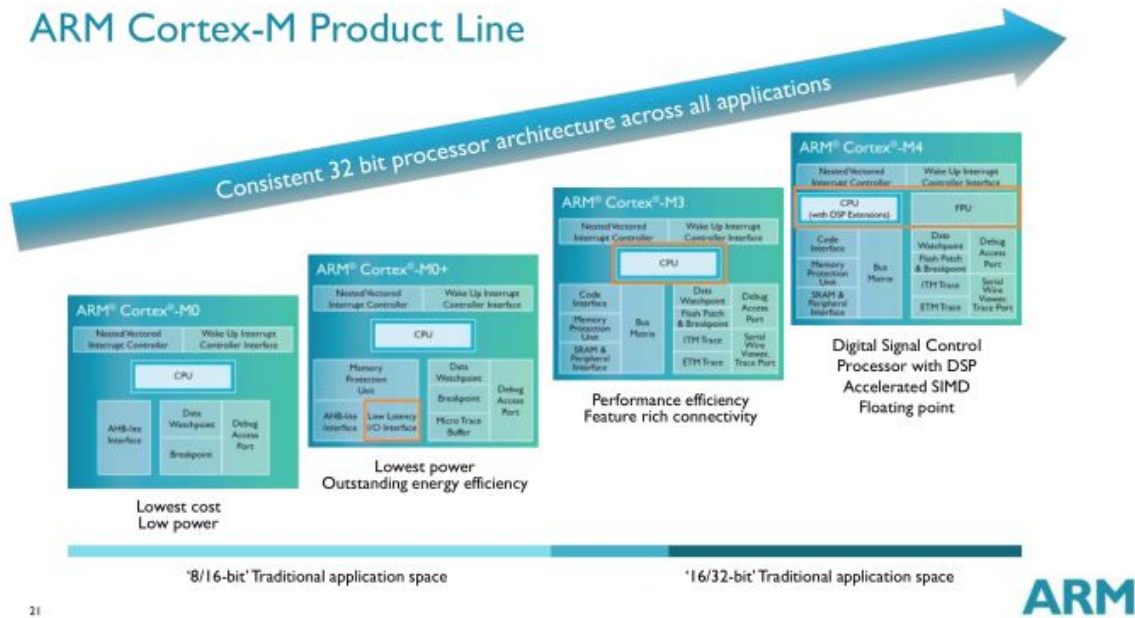 ARM Cortex-M Product Line
Consistent 32 bit processor architecture across all applications
ARM® Cortex®-M0
Nested Vectored
Interrupt Controller
Wake Up Interrupt
Controller Interface
CPU
AHB-lite
Interface
Data
Watchpoint
Breakpoint
Debug
Access
Port
Lowest cost
Low power
ARM® Cortex®-M0+
Nested Vectored
Interrupt Controller
Wake Up Interrupt
Controller Interface
CPU
Memory
Protection
Unit
AHB-lite
Interface
Low Latency
I/O Interface
Data
Watchpoint
Breakpoint
Micro Trace
Buffer
Debug
Access
Port
Lowest power
Outstanding energy efficiency
ARM® Cortex®-M3
Nested Vectored
Interrupt Controller
Wake Up Interrupt
Controller Interface
CPU
Code
Interface
Memory
Protection
Unit
SRAM &
Peripheral
Interface
Bus
Matrix
Data
Watchpoint
Flash Patch
& Breakpoint
ITM Trace
ETM Trace
Debug
Access
Port
Serial
Wire
Viewer,
Trace Port
Performance efficiency
Feature rich connectivity
ARM® Cortex®-M4
Nested Vectored
Interrupt Controller
Wake Up Interrupt
Controller Interface
CPU
(with DSP Extensions)
FPU
Code
Interface
Memory
Protection
Unit
SRAM &
Peripheral
Interface
Bus
Matrix
Data
Watchpoint
Flash Patch
& Breakpoint
ITM Trace
ETM Trace
Debug
Access
Port
Serial
Wire
Viewer,
Trace Port
Digital Signal Control
Processor with DSP
Accelerated SIMD
Floating point
'8/16-bit' Traditional application space
'16/32-bit' Traditional application space
21
ARM